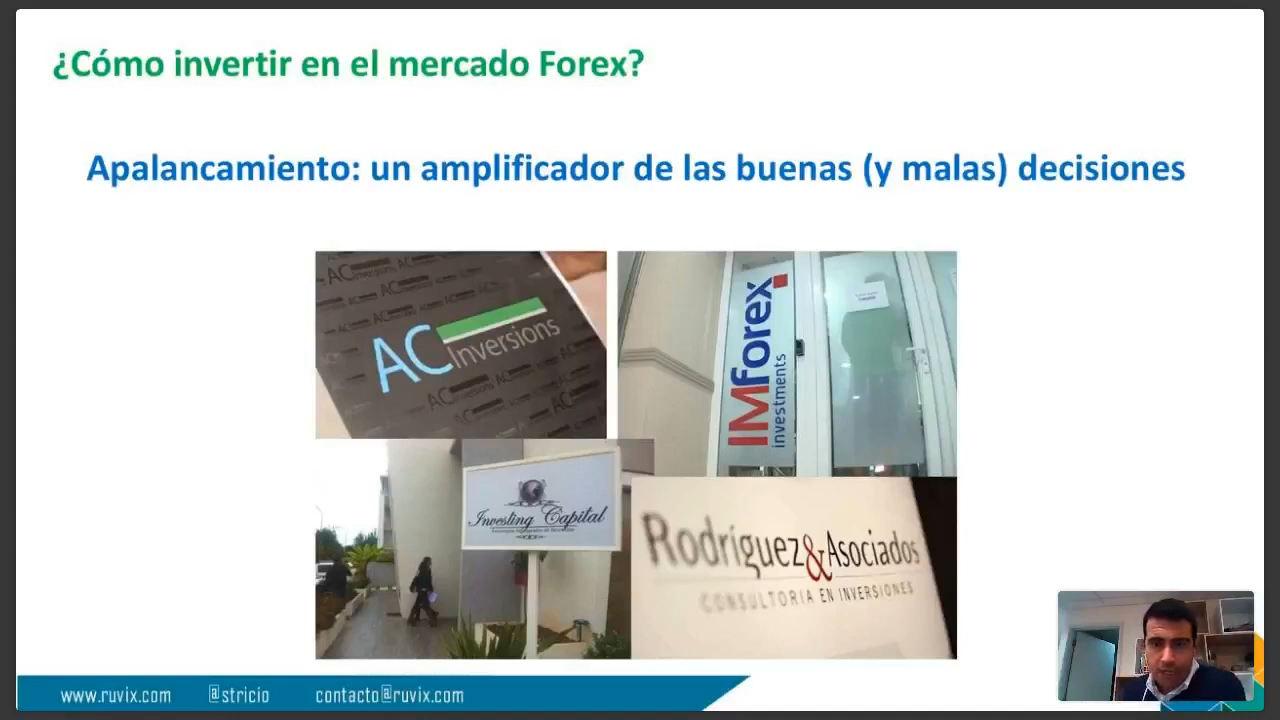 ¿Cómo invertir en el mercado Forex?
Apalancamiento: un amplificador de las buenas (y malas) decisiones
AC Inversions
IMforex
investments
Investing Capital
Rodríguez&Asociados
CONSULTORIA EN INVERSIONES
www.ruvix.com @stricio contacto@ruvix.com